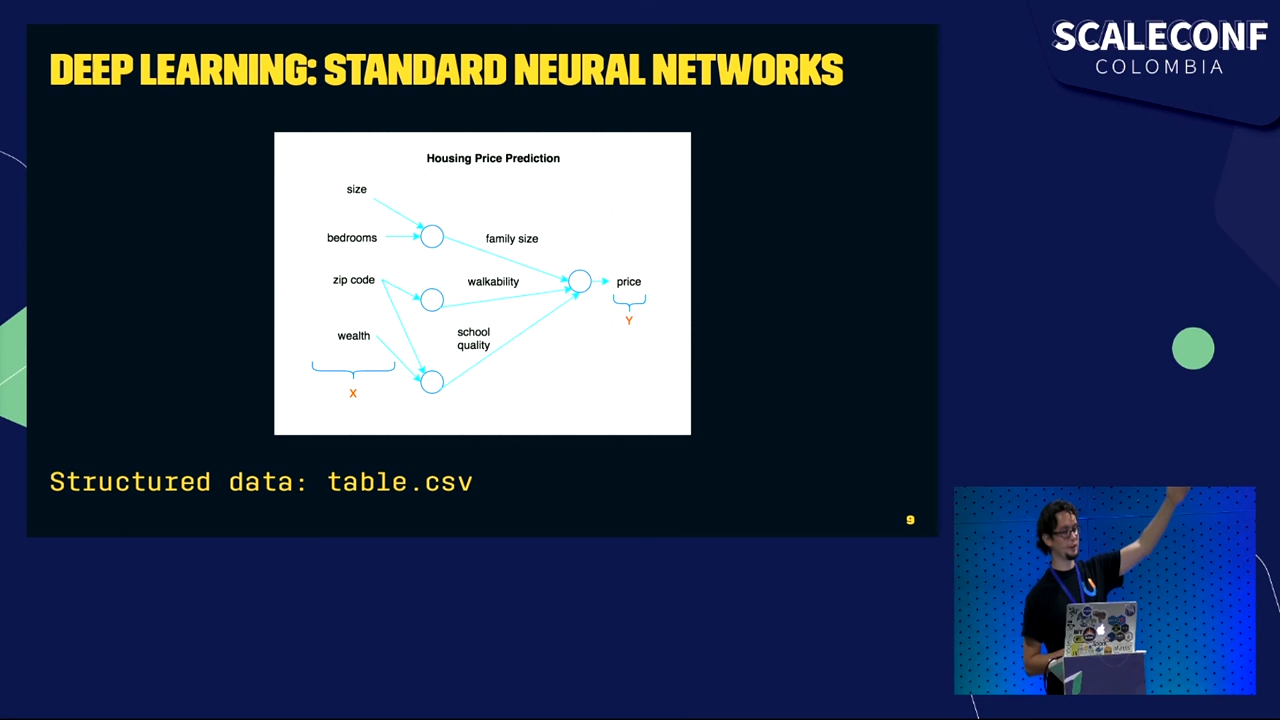 SCALECONF
COLOMBIA
DEEP LEARNING: STANDARD NEURAL NETWORKS
Housing Price Prediction
size
bedrooms
family size
zip code
walkability
price
Y
wealth
school
quality
X
Structured data: table.csv
9